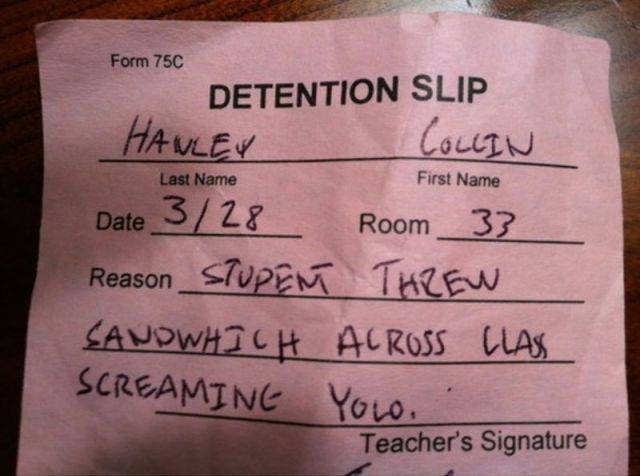 Form 75C
DETENTION SLIP
HANLEY COLLIN
Last Name First Name
Date 3/28 Room 33
Reason STUDENT THREW
SANDWHICH ACROSS CLASS
SCREAMING YOLO.
Teacher's Signature